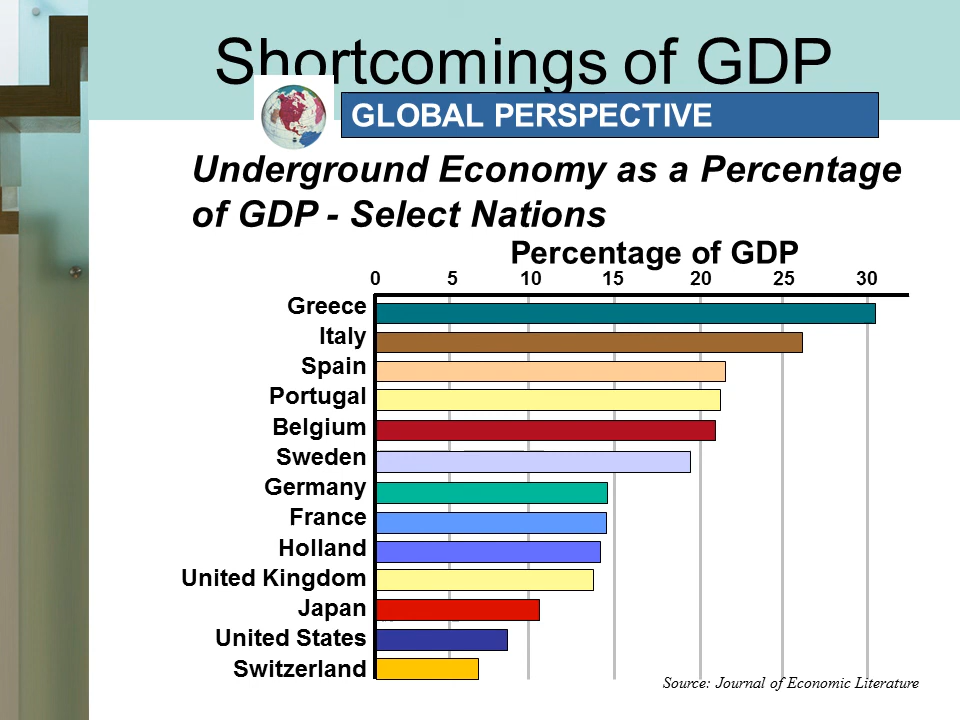 Shortcomings of GDP
GLOBAL PERSPECTIVE
Underground Economy as a Percentage
of GDP - Select Nations
Percentage of GDP
0 5 10 15 20 25 30
Greece
Italy
Spain
Portugal
Belgium
Sweden
Germany
France
Holland
United Kingdom
Japan
United States
Switzerland
Source: Journal of Economic Literature